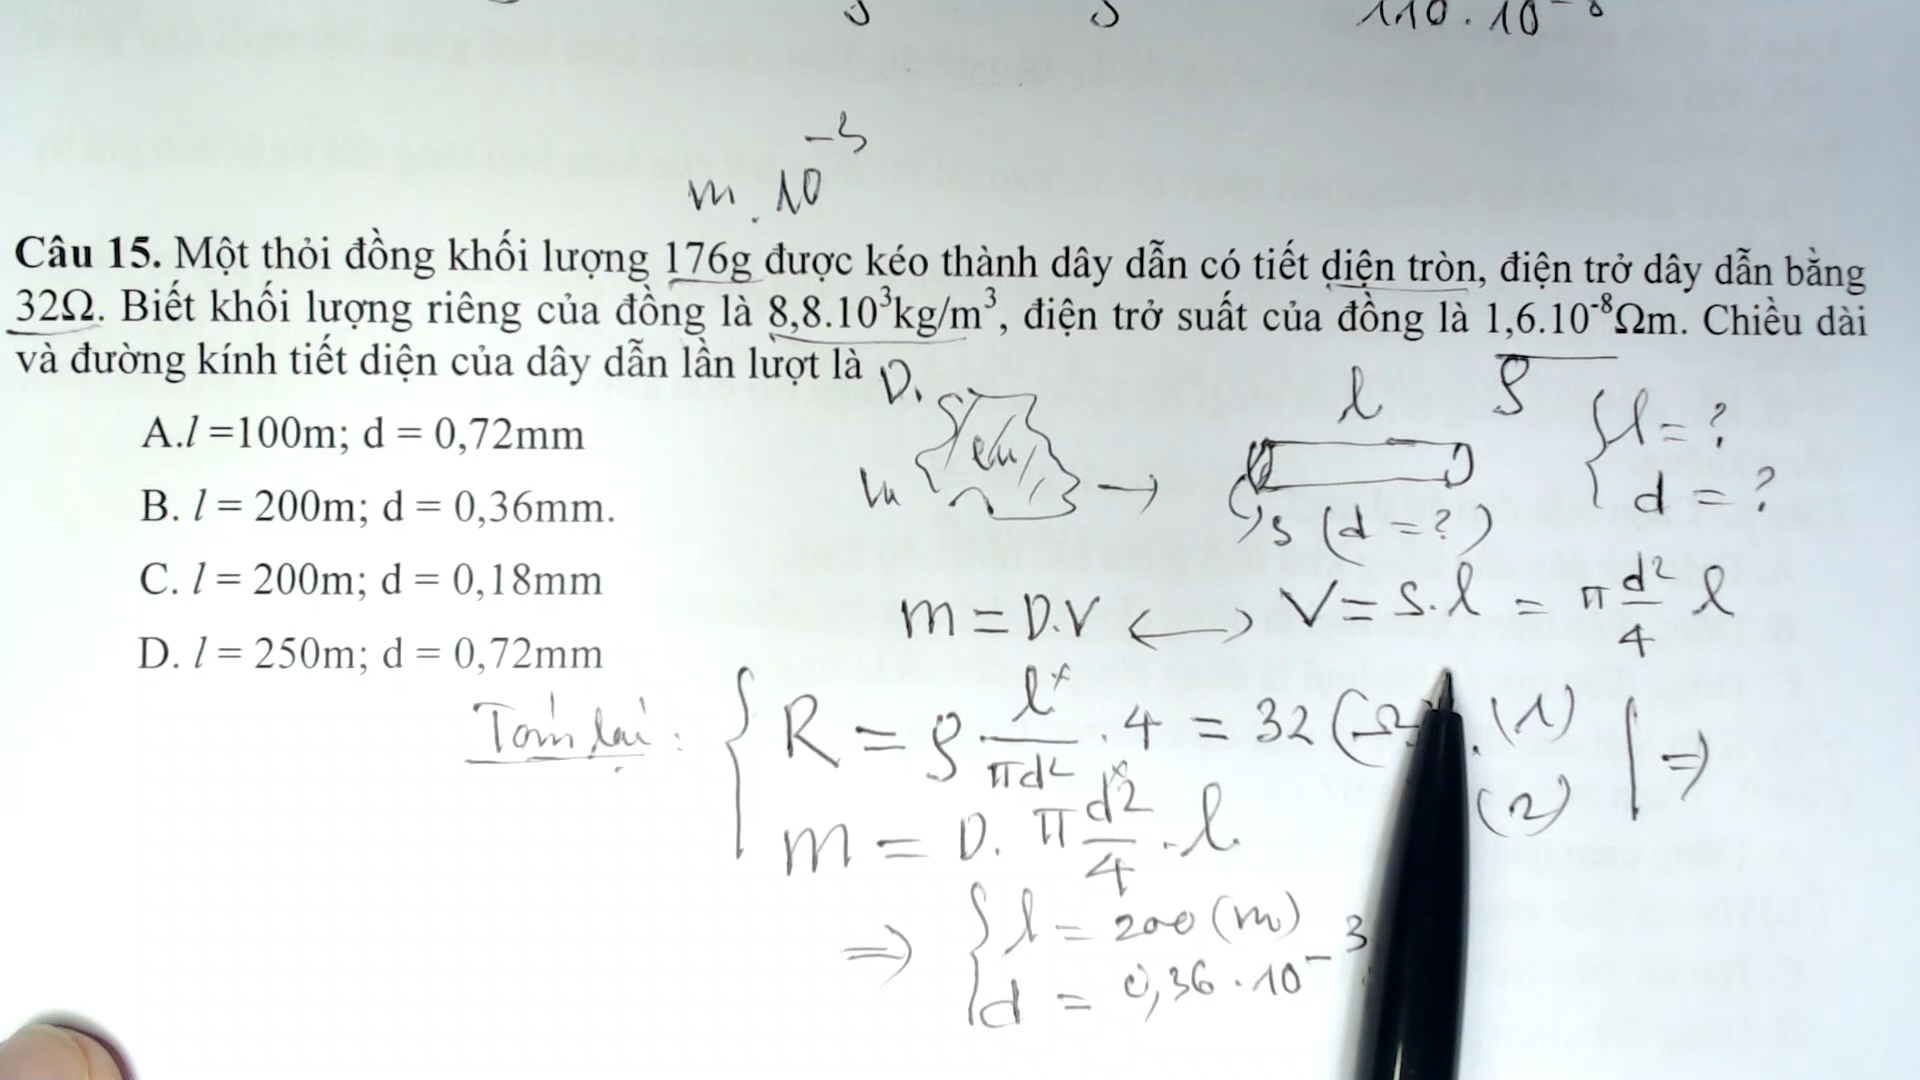 110.10⁻⁸
m.10⁻³
Câu 15. Một thỏi đồng khối lượng 176g được kéo thành dây dẫn có tiết diện tròn, điện trở dây dẫn bằng
32Ω. Biết khối lượng riêng của đồng là 8,8.10³kg/m³, điện trở suất của đồng là 1,6.10⁻⁸Ωm. Chiều dài
và đường kính tiết diện của dây dẫn lần lượt là
D. l ρ { l = ?
A.l =100m; d = 0,72mm
m → S (d = ?) d = ?
B. l = 200m; d = 0,36mm.
C. l = 200m; d = 0,18mm
m = D.V ↔ V = S.l = π d²/4 l
D. l = 250m; d = 0,72mm
Tóm lại: { R = ρ l/πd² . 4 = 32 (Ω). (1) | ⇒
m = D. π d²/4 . l (2)
⇒ { l = 200 (m)
d = 0,36.10⁻³